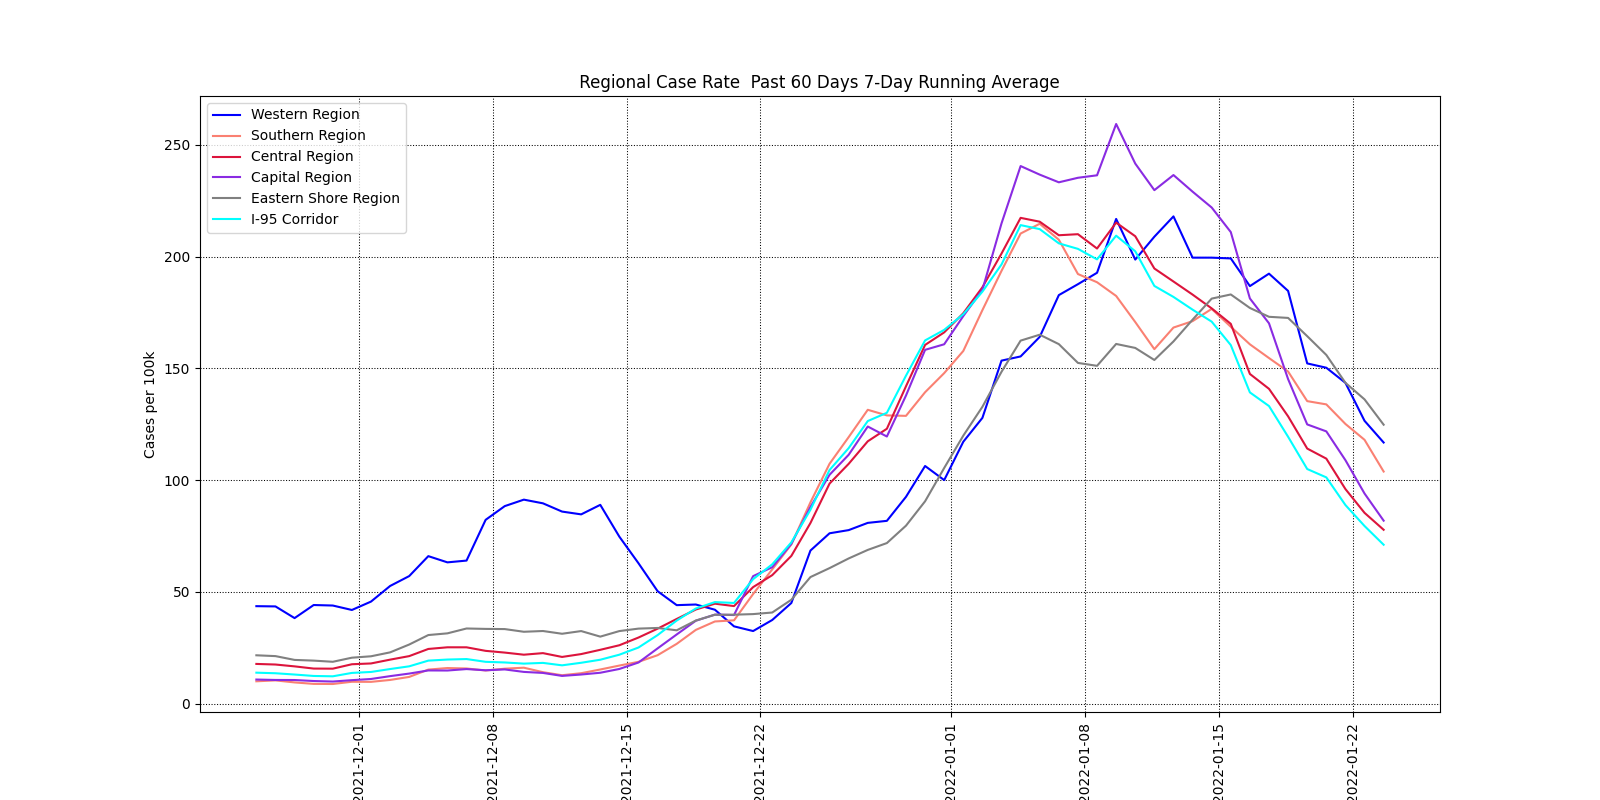 Regional Case Rate  Past 60 Days 7-Day Running Average
Western Region
Southern Region
Central Region
Capital Region
Eastern Shore Region
I-95 Corridor
Cases per 100k
250
200
150
100
50
0
2021-12-01
2021-12-08
2021-12-15
2021-12-22
2022-01-01
2022-01-08
2022-01-15
2022-01-22